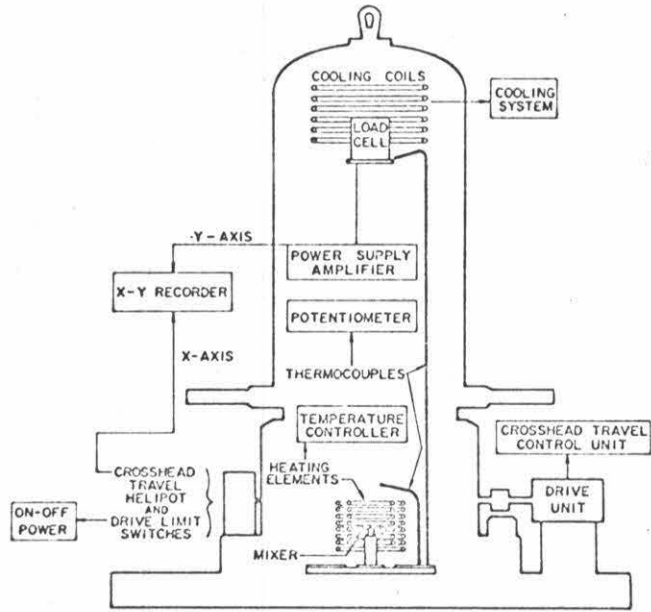 COOLING COILS
COOLING
SYSTEM
LOAD
CELL
-Y-AXIS
POWER SUPPLY
AMPLIFIER
X-Y RECORDER
POTENTIOMETER
X-AXIS
THERMOCOUPLES
TEMPERATURE
CONTROLLER
CROSSHEAD TRAVEL
CONTROL UNIT
HEATING
ELEMENTS
CROSSHEAD
TRAVEL
HELIPOT
AND
DRIVE LIMIT
SWITCHES
ON-OFF
POWER
DRIVE
UNIT
MIXER